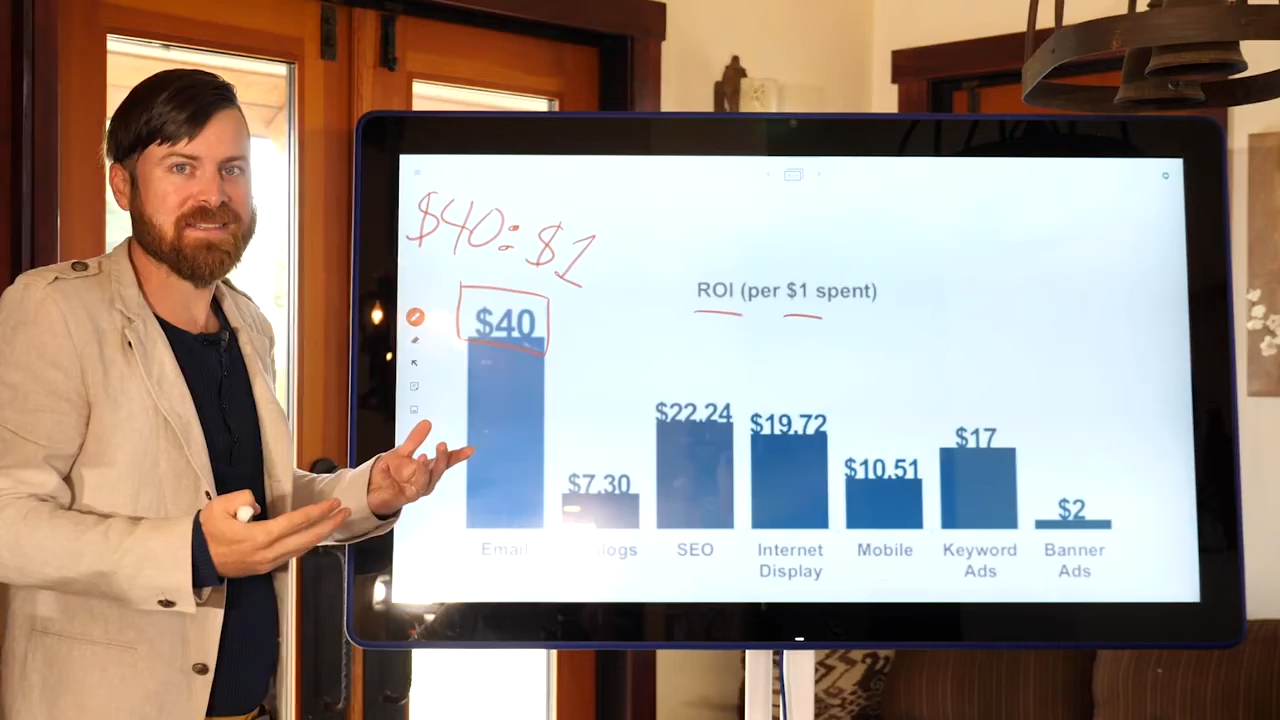 $40:$1
ROI (per $1 spent)
$40
$7.30
$22.24
$19.72
$10.51
$17
$2
Email
logs
SEO
Internet
Display
Mobile
Keyword
Ads
Banner
Ads